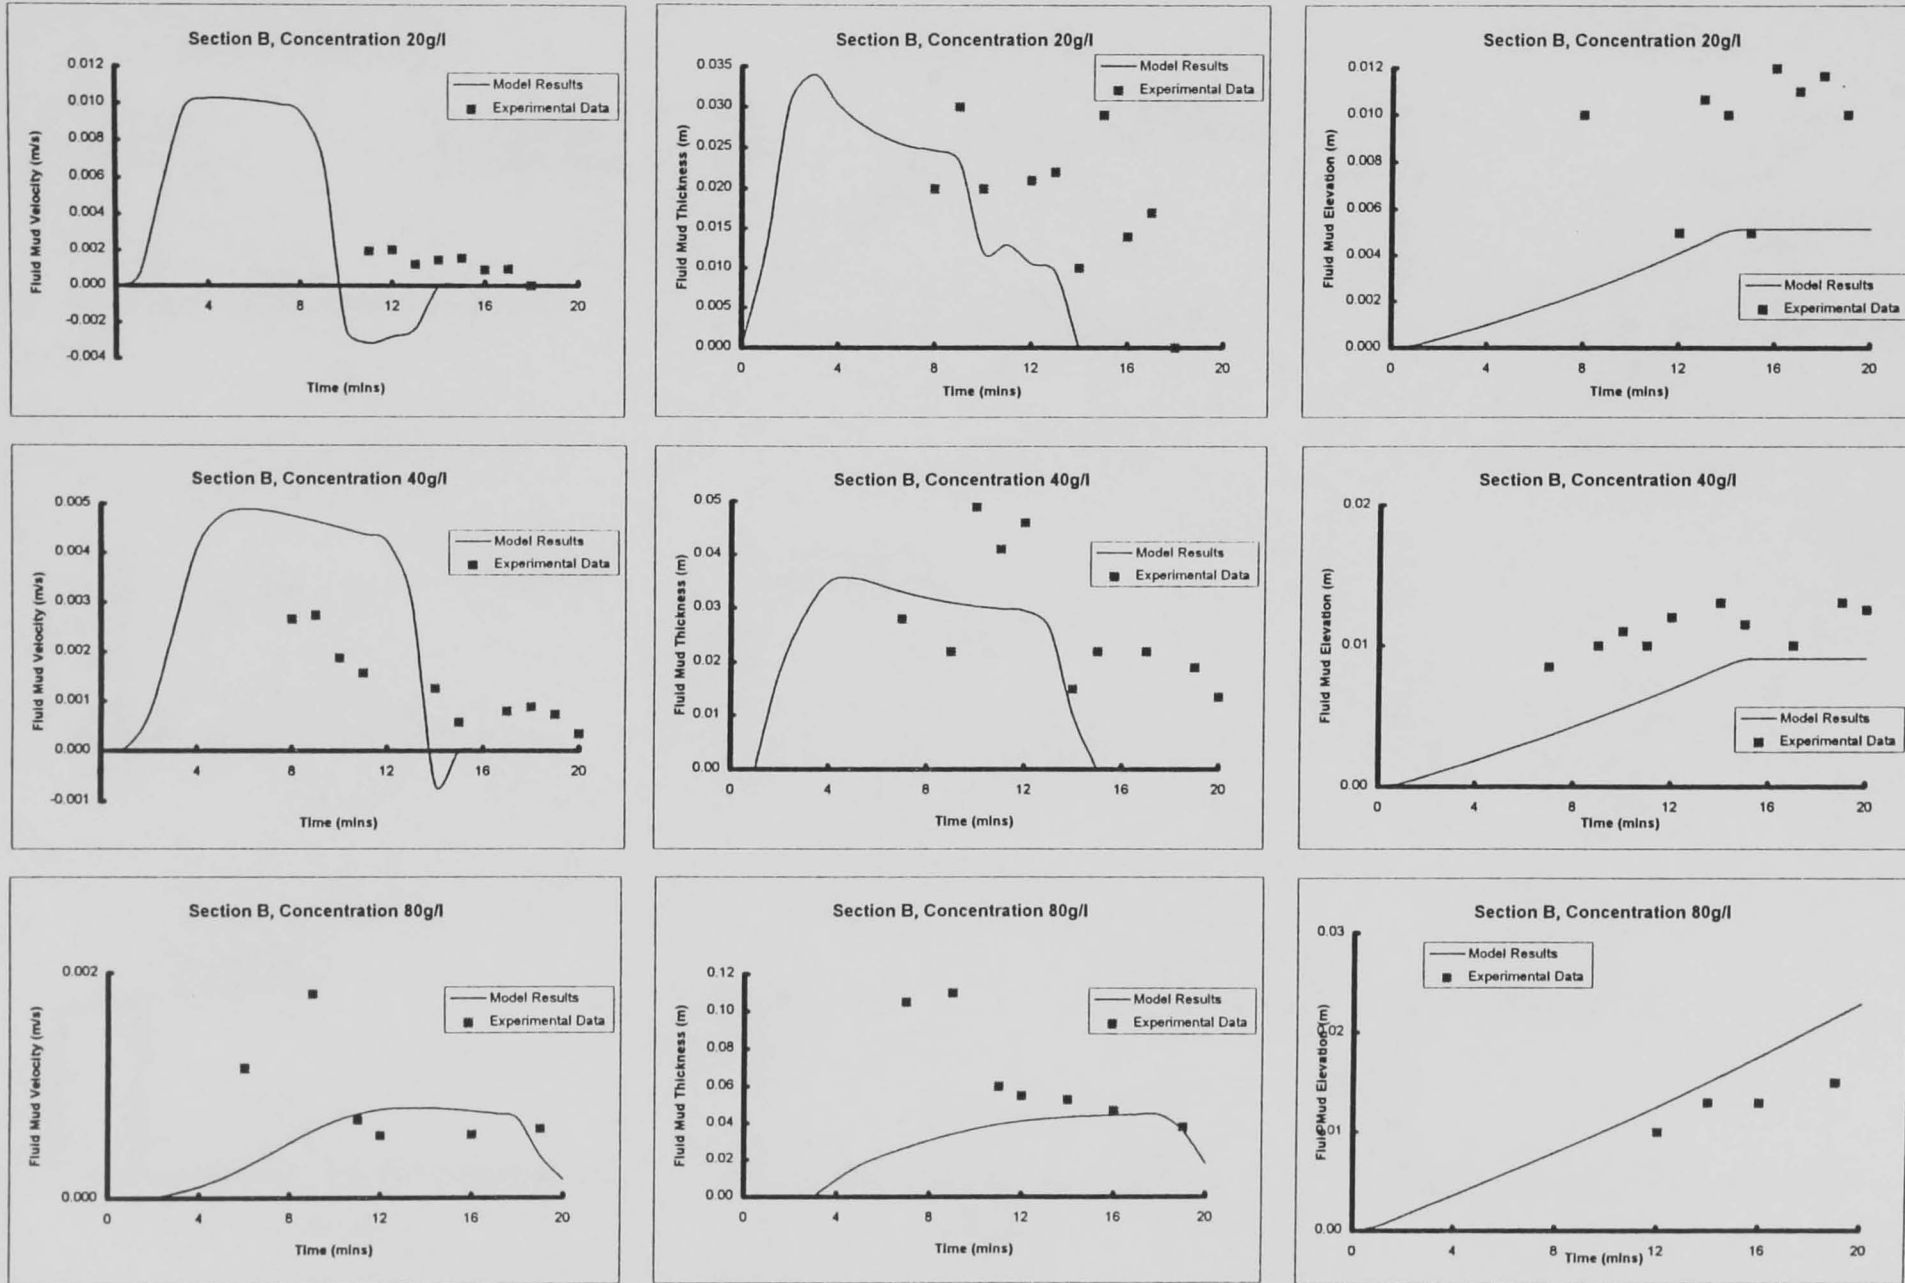 Section B, Concentration 20g/l
0.012
0.010
0.008
0.006
0.004
0.002
0.000
-0.002
-0.004
Fluid Mud Velocity (m/s)
Model Results
Experimental Data
4
8
12
16
20
Time (mins)
Section B, Concentration 20g/l
0.035
0.030
0.025
0.020
0.015
0.010
0.005
0.000
Fluid Mud Thickness (m)
Model Results
Experimental Data
0
4
8
12
16
20
Time (mins)
Section B, Concentration 20g/l
0.012
0.010
0.008
0.006
0.004
0.002
0.000
Fluid Mud Elevation (m)
Model Results
Experimental Data
0
4
8
12
16
20
Time (mins)
Section B, Concentration 40g/l
0.005
0.004
0.003
0.002
0.001
0.000
-0.001
Fluid Mud Velocity (m/s)
Model Results
Experimental Data
4
8
12
16
20
Time (mins)
Section B, Concentration 40g/l
0.05
0.04
0.03
0.02
0.01
0.00
Fluid Mud Thickness (m)
Model Results
Experimental Data
0
4
8
12
16
20
Time (mins)
Section B, Concentration 40g/l
0.02
0.01
0.00
Fluid Mud Elevation (m)
Model Results
Experimental Data
0
4
8
12
16
20
Time (mins)
Section B, Concentration 80g/l
0.002
0.000
Fluid Mud Velocity (m/s)
Model Results
Experimental Data
0
4
8
12
16
20
Time (mins)
Section B, Concentration 80g/l
0.12
0.10
0.08
0.06
0.04
0.02
0.00
Fluid Mud Thickness (m)
Model Results
Experimental Data
0
4
8
12
16
20
Time (mins)
Section B, Concentration 80g/l
0.03
0.02
0.01
0.00
Fluid Mud Elevation (m)
Model Results
Experimental Data
0
4
8
12
16
20
Time (mins)